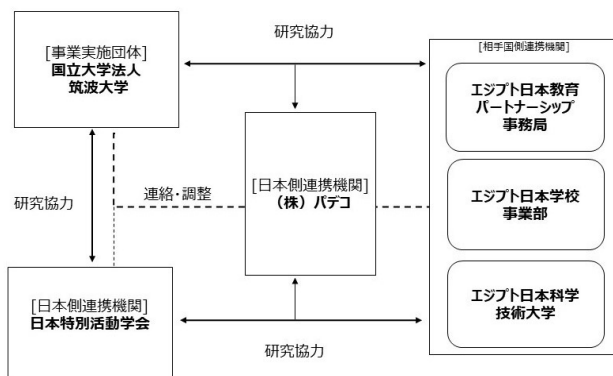 研究協力
[事業実施団体]
国立大学法人
筑波大学
[相手国側連携機関]
エジプト日本教育
パートナーシップ
事務局
[日本側連携機関]
(株)パデコ
連絡・調整
研究協力
エジプト日本学校
事業部
[日本側連携機関]
日本特別活動学会
エジプト日本科学
技術大学
研究協力